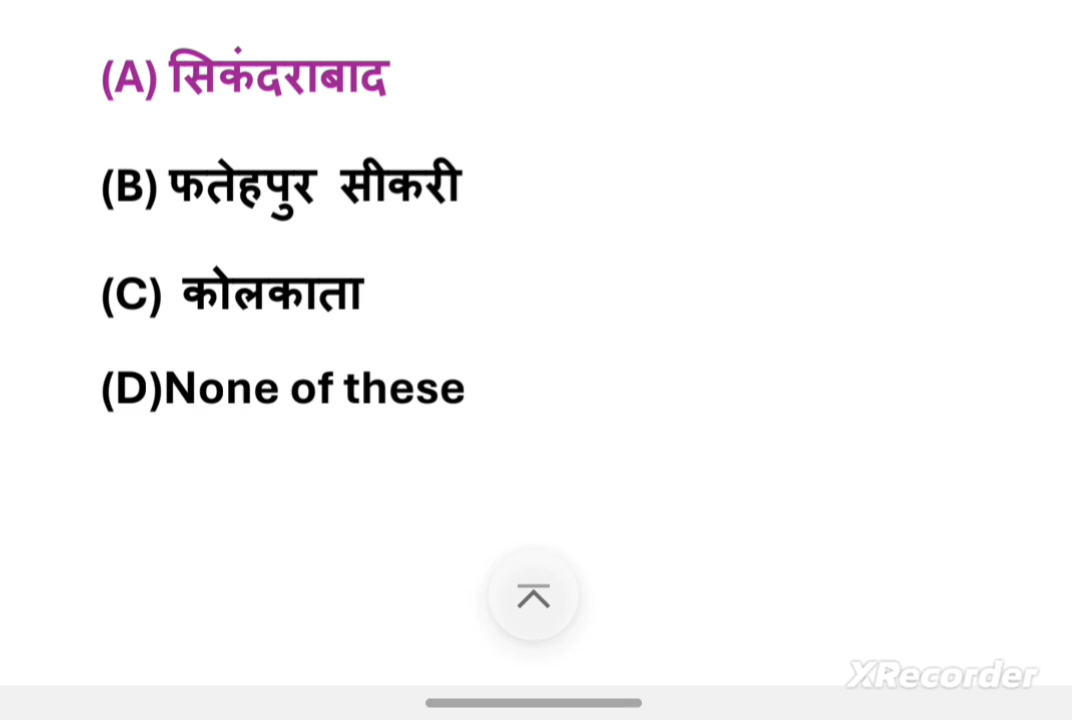 (A) सिकंदराबाद
(B) फतेहपुर सीकरी
(C) कोलकाता
(D)None of these
XRecorder